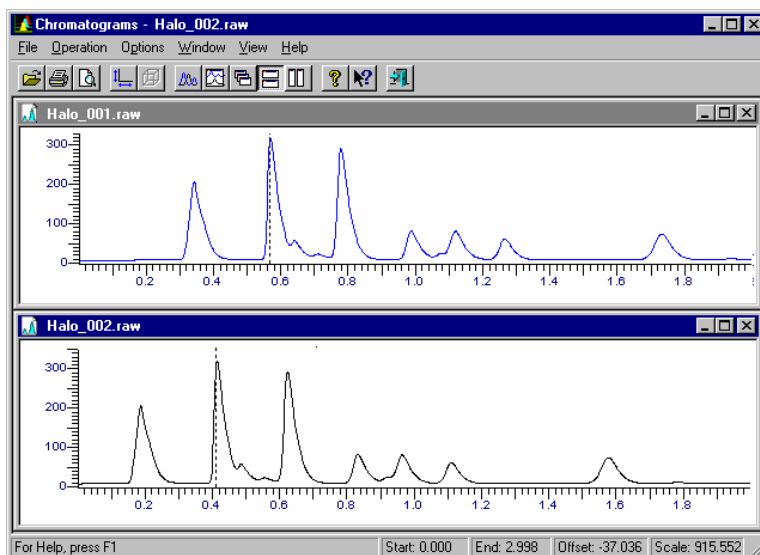 Chromatograms - Halo_002.raw
File Operation Options Window View Help
Halo_001.raw
300
200
100
0
0.2 0.4 0.6 0.8 1.0 1.2 1.4 1.6 1.8
Halo_002.raw
300
200
100
0
0.2 0.4 0.6 0.8 1.0 1.2 1.4 1.6 1.8
For Help, press F1 Start: 0.000 End: 2.998 Offset: -37.036 Scale: 915.552